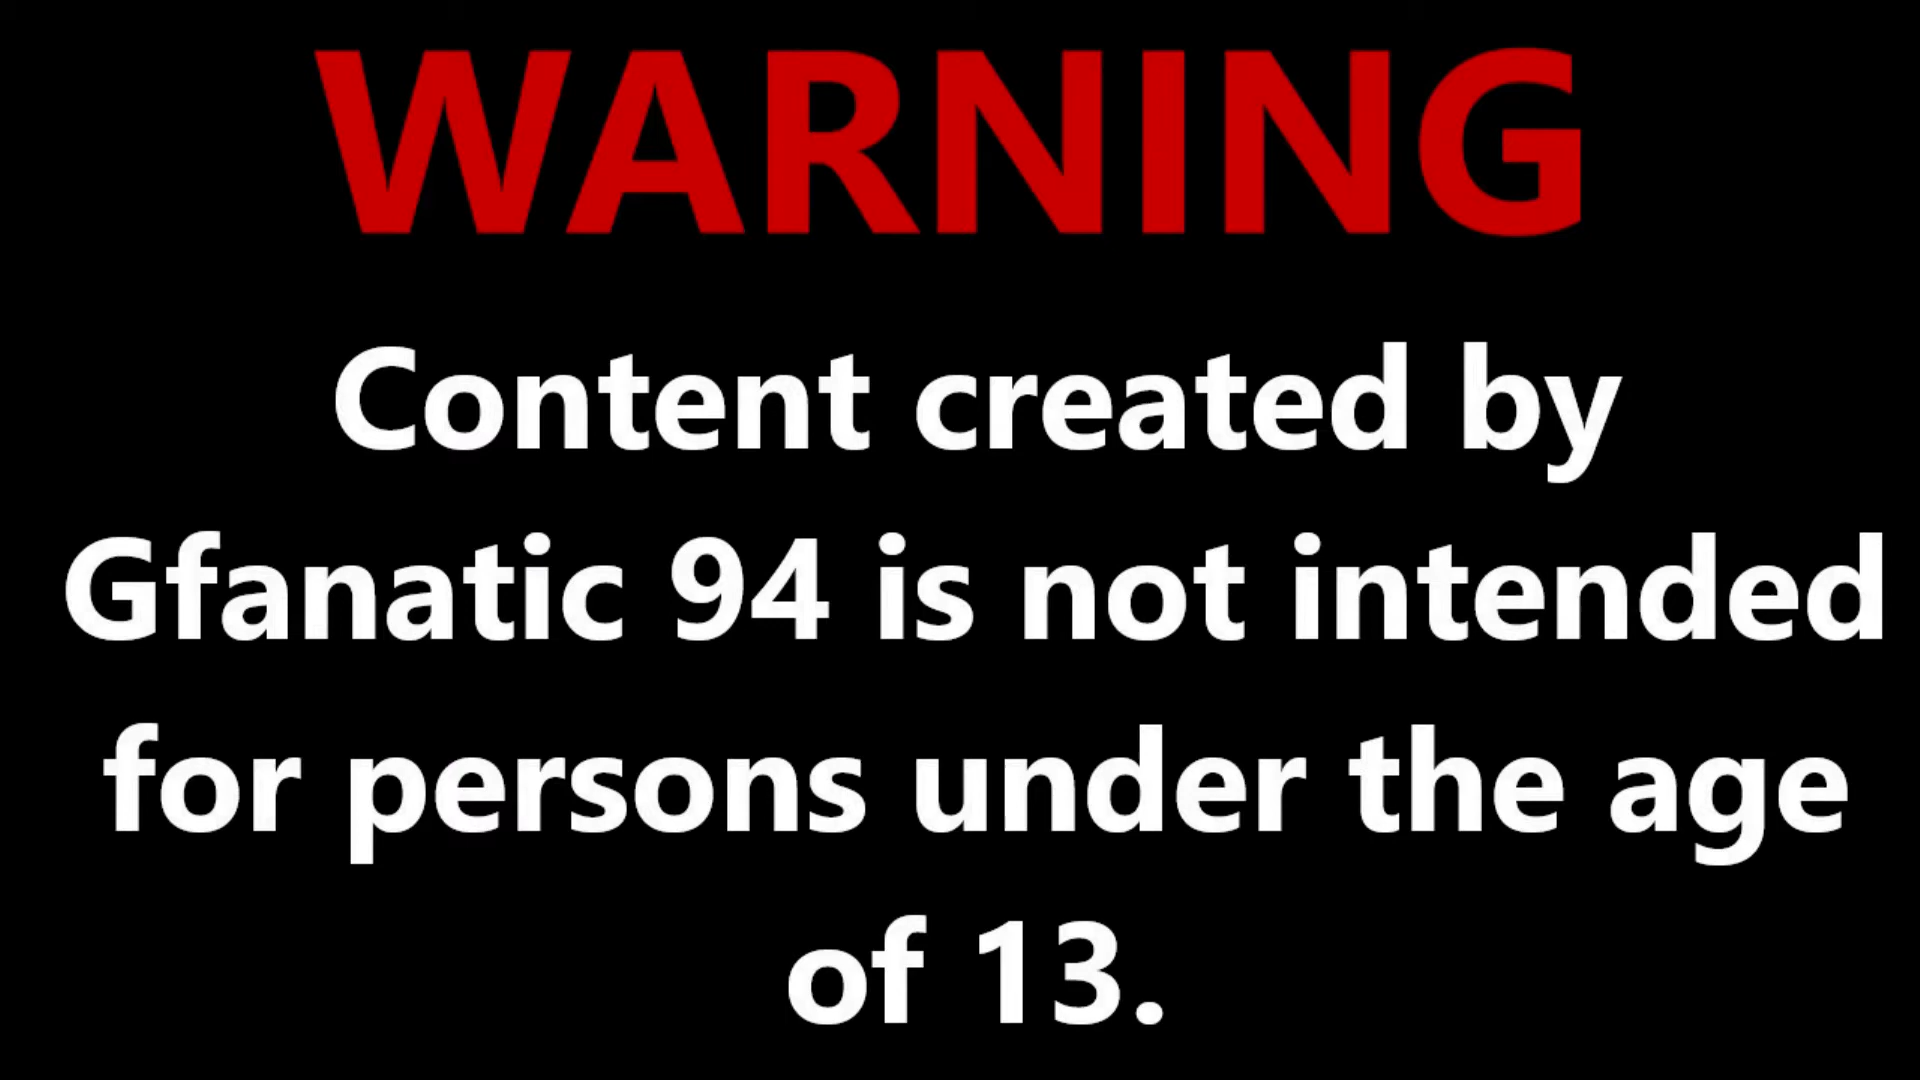 WARNING
Content created by
Gfanatic 94 is not intended
for persons under the age
of 13.